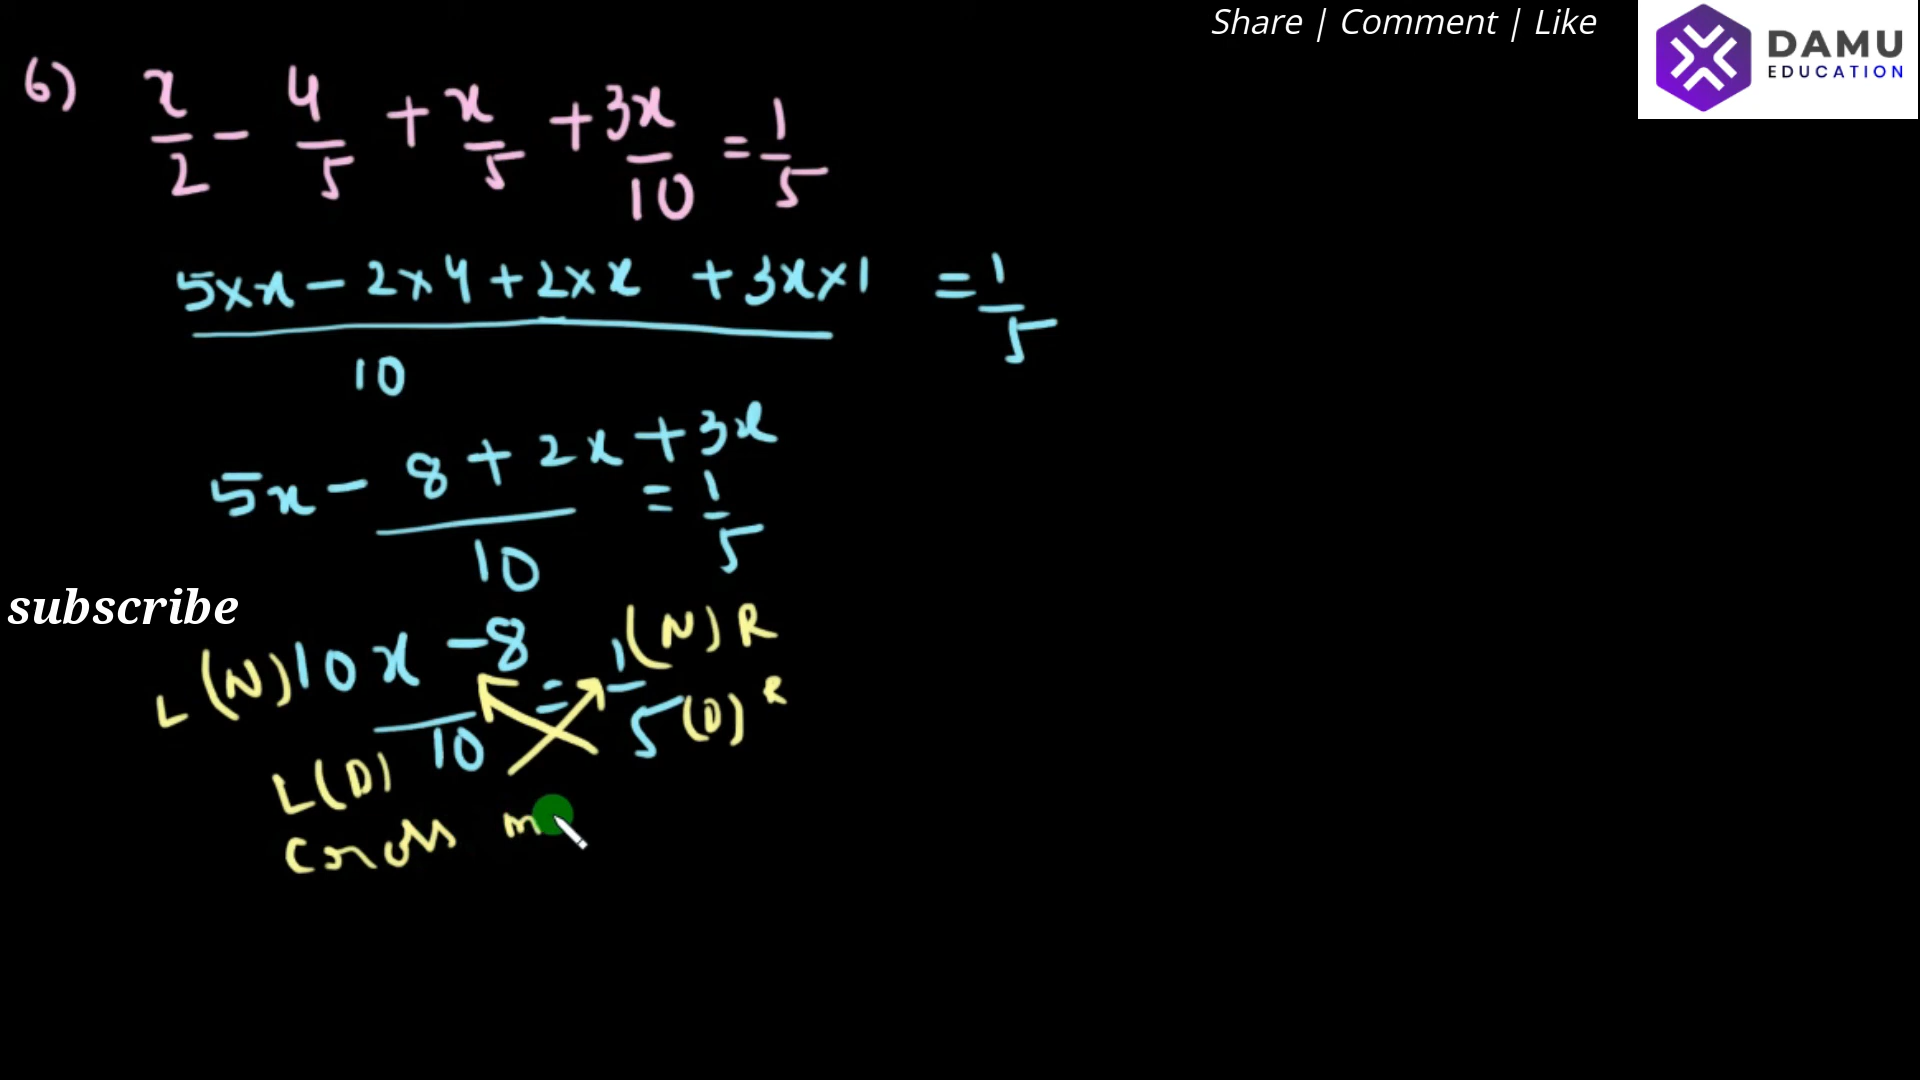 Share | Comment | Like
DAMU
EDUCATION
6) x/2 - 4/5 + x/5 + 3x/10 = 1/5
5×x - 2×4 + 2×x + 3x×1 = 1/5
10
5x - 8 + 2x + 3x = 1/5
10
subscribe
L (N) 10x - 8 = 1/5 (N) R
L(D) 10 (D) R
Cross m